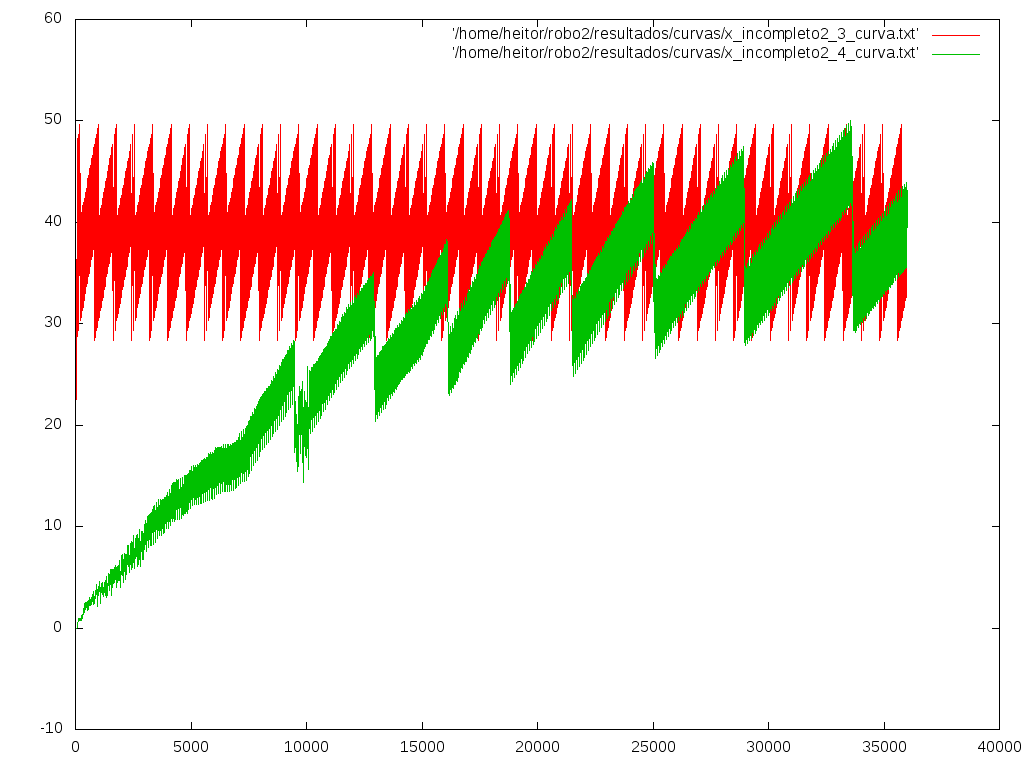 '/home/heitor/robo2/resultados/curvas/x_incompleto2_3_curva.txt'
'/home/heitor/robo2/resultados/curvas/x_incompleto2_4_curva.txt'
60
50
40
30
20
10
0
-10
0 5000 10000 15000 20000 25000 30000 35000 40000